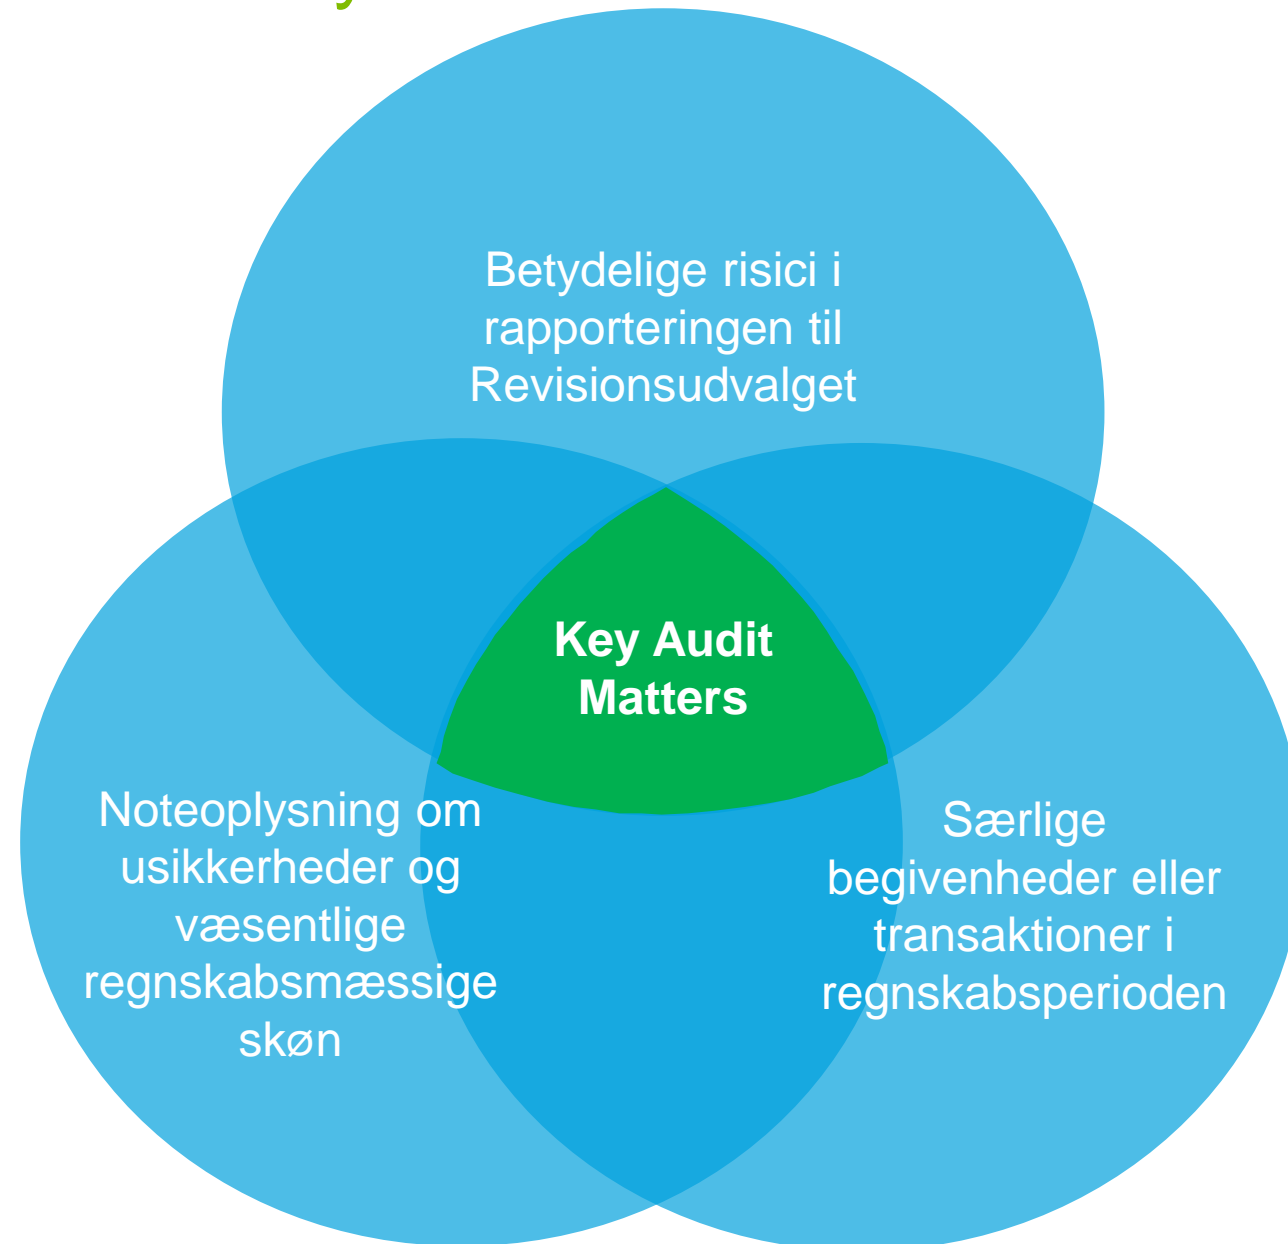 Betydelige risici i
rapporteringen til
Revisionsudvalget
Key Audit
Matters
Noteoplysning om
usikkerheder og
væsentlige
regnskabsmæssige
skøn
Særlige
begivenheder eller
transaktioner i
regnskabsperioden